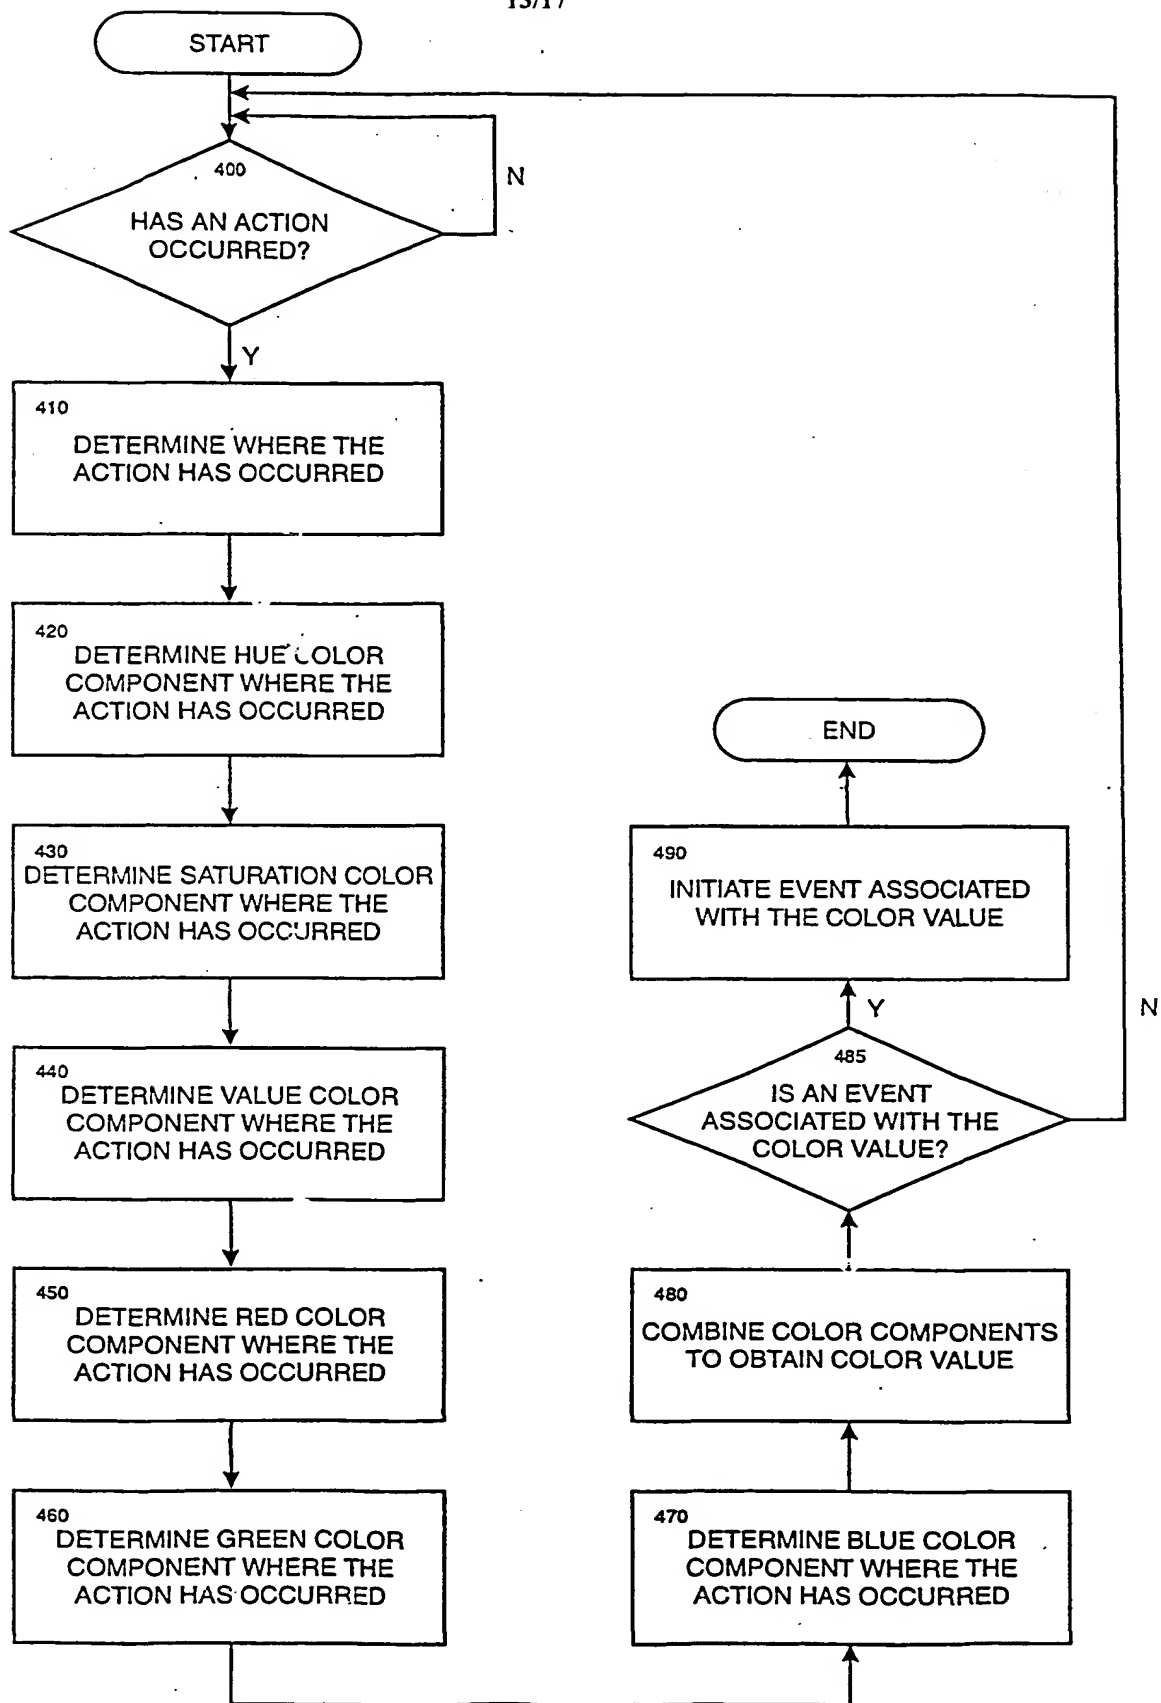 START
400
HAS AN ACTION
OCCURRED?
N
Y
410
DETERMINE WHERE THE
ACTION HAS OCCURRED
420
DETERMINE HUE COLOR
COMPONENT WHERE THE
ACTION HAS OCCURRED
430
DETERMINE SATURATION COLOR
COMPONENT WHERE THE
ACTION HAS OCCURRED
440
DETERMINE VALUE COLOR
COMPONENT WHERE THE
ACTION HAS OCCURRED
450
DETERMINE RED COLOR
COMPONENT WHERE THE
ACTION HAS OCCURRED
460
DETERMINE GREEN COLOR
COMPONENT WHERE THE
ACTION HAS OCCURRED
470
DETERMINE BLUE COLOR
COMPONENT WHERE THE
ACTION HAS OCCURRED
480
COMBINE COLOR COMPONENTS
TO OBTAIN COLOR VALUE
485
IS AN EVENT
ASSOCIATED WITH THE
COLOR VALUE?
N
Y
490
INITIATE EVENT ASSOCIATED
WITH THE COLOR VALUE
END